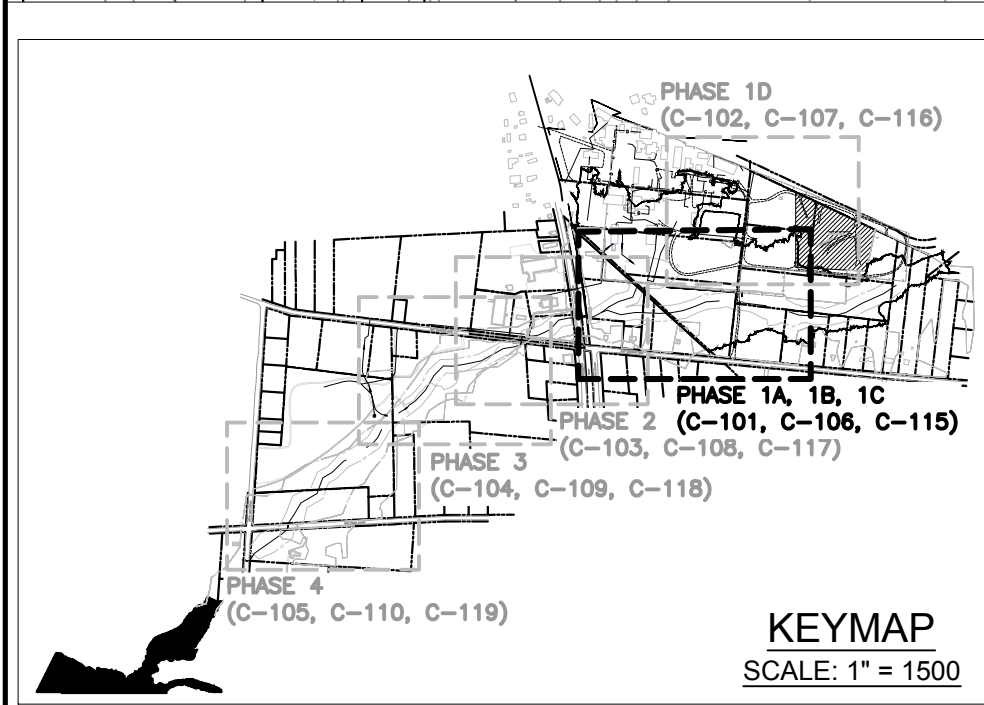 PHASE 1D
(C-102, C-107, C-116)
PHASE 1A, 1B, 1C
(C-101, C-106, C-115)
PHASE 2
(C-103, C-108, C-117)
PHASE 3
(C-104, C-109, C-118)
PHASE 4
(C-105, C-110, C-119)
KEYMAP
SCALE: 1" = 1500